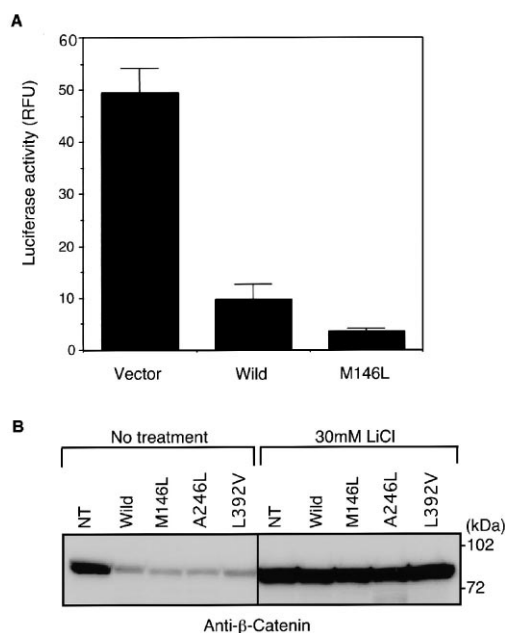 A
Luciferase activity (RFU)
60
50
40
30
20
10
0
Vector Wild M146L
B
No treatment 30mM LiCl
NT Wild M146L A246L L392V NT Wild M146L A246L L392V (kDa)
-102
-72
Anti-β-Catenin